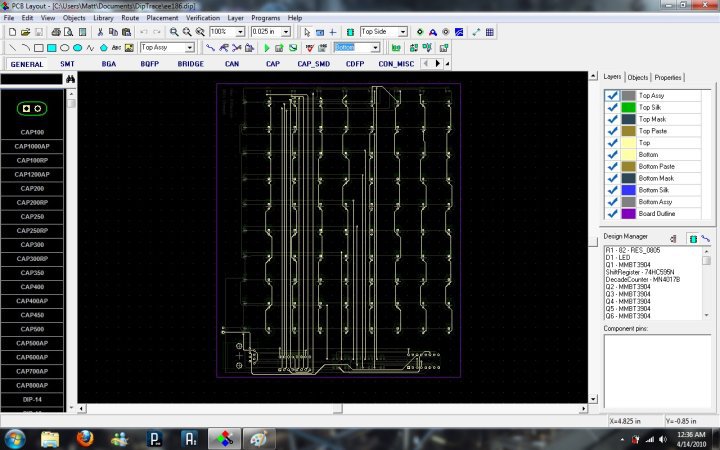 PCB Layout - [C:\Users\Matt\Documents\DipTrace\ee186.dip]
File Edit View Objects Library Route Placement Verification Layer Programs Help
100% 0.025 in Top Side
ABC Top Assy Bottom
GENERAL SMT BGA BQFP BRIDGE CAN CAP CAP_SMD CDFP CON_MISC
CAP100
CAP1000AP
CAP100RP
CAP1200AP
CAP200
CAP200RP
CAP250
CAP250RP
CAP300
CAP300RP
CAP350
CAP400
CAP400AP
CAP450
CAP500
CAP500AP
CAP600AP
CAP700AP
CAP800AP
DIP-14
Layers Objects Properties
Top Assy
Top Silk
Top Mask
Top Paste
Top
Bottom
Bottom Paste
Bottom Mask
Bottom Silk
Bottom Assy
Board Outline
Design Manager
R1 - 82 - RES_0805
D1 - LED
Q1 - MMBT3904
ShiftRegister - 74HC595N
DecadeCounter - MN4017B
Q2 - MMBT3904
Q3 - MMBT3904
Q4 - MMBT3904
Q5 - MMBT3904
Q6 - MMBT3904
Component pins:
X=4.825 in Y=-0.85 in
12:36 AM
4/14/2010